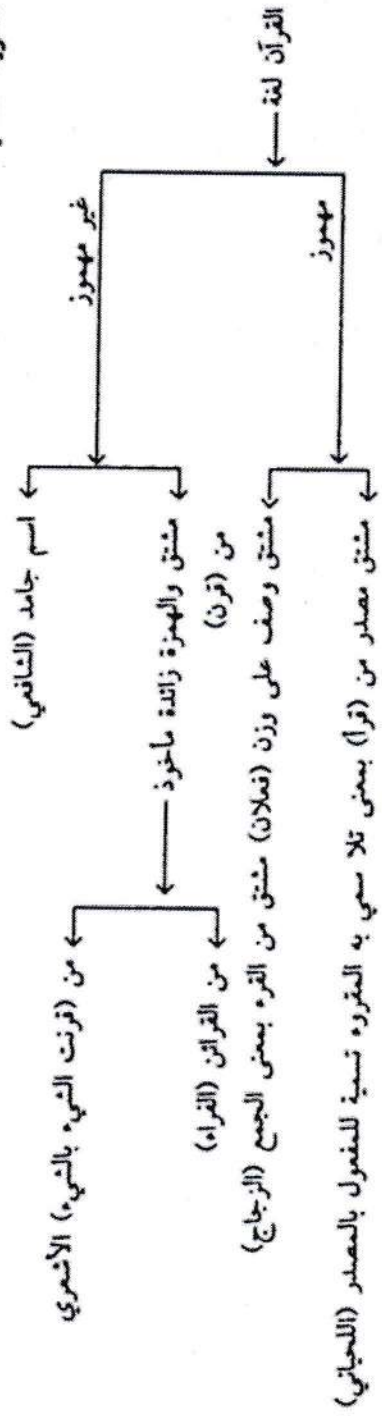 القرآن لغة
مهموز
غير مهموز
مشتق مصدر من (قرأ) بمعنى تلا سمي به المقروء تسمية للمفعول بالمصدر (اللحياني)
مشتق وصف على وزن (فعلان) مشتق من القرء بمعنى الجمع (الزجاج)
مشتق والهمزة زائدة مأخوذ
من (قرن)
اسم جامد (الشافعي)
من القرائن (الفراء)
من (قرنت الشيء بالشيء) الأشعري